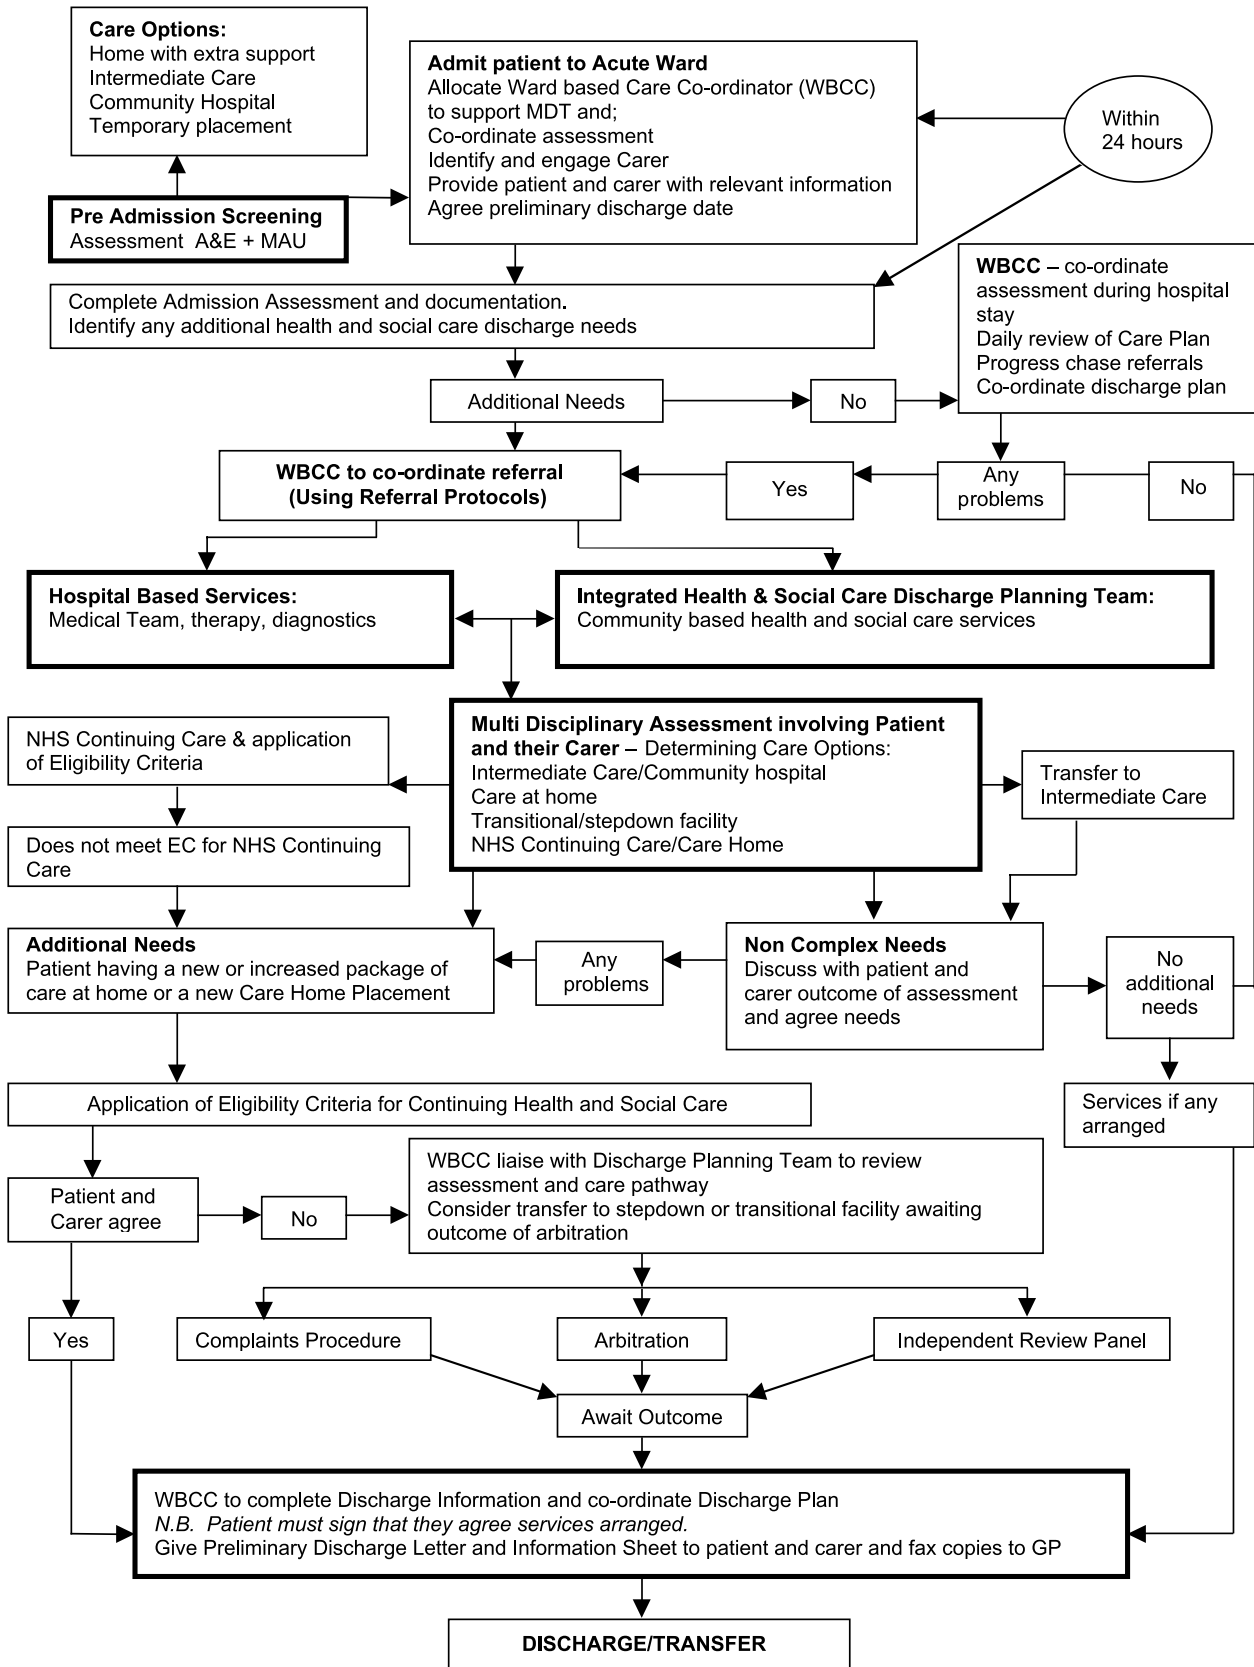 Care Options:
Home with extra support
Intermediate Care
Community Hospital
Temporary placement
Admit patient to Acute Ward
Allocate Ward based Care Co-ordinator (WBCC)
to support MDT and;
Co-ordinate assessment
Identify and engage Carer
Provide patient and carer with relevant information
Agree preliminary discharge date
Within
24 hours
Pre Admission Screening
Assessment  A&E + MAU
WBCC – co-ordinate
assessment during hospital
stay
Daily review of Care Plan
Progress chase referrals
Co-ordinate discharge plan
Complete Admission Assessment and documentation.
Identify any additional health and social care discharge needs
Additional Needs
No
WBCC to co-ordinate referral
(Using Referral Protocols)
Yes
Any
problems
No
Hospital Based Services:
Medical Team, therapy, diagnostics
Integrated Health & Social Care Discharge Planning Team:
Community based health and social care services
NHS Continuing Care & application
of Eligibility Criteria
Multi Disciplinary Assessment involving Patient
and their Carer – Determining Care Options:
Intermediate Care/Community hospital
Care at home
Transitional/stepdown facility
NHS Continuing Care/Care Home
Transfer to
Intermediate Care
Does not meet EC for NHS Continuing
Care
Additional Needs
Patient having a new or increased package of
care at home or a new Care Home Placement
Any
problems
Non Complex Needs
Discuss with patient and
carer outcome of assessment
and agree needs
No
additional
needs
Application of Eligibility Criteria for Continuing Health and Social Care
Services if any
arranged
Patient and
Carer agree
No
WBCC liaise with Discharge Planning Team to review
assessment and care pathway
Consider transfer to stepdown or transitional facility awaiting
outcome of arbitration
Yes
Complaints Procedure
Arbitration
Independent Review Panel
Await Outcome
WBCC to complete Discharge Information and co-ordinate Discharge Plan
N.B.  Patient must sign that they agree services arranged.
Give Preliminary Discharge Letter and Information Sheet to patient and carer and fax copies to GP
DISCHARGE/TRANSFER